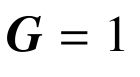 G = 1